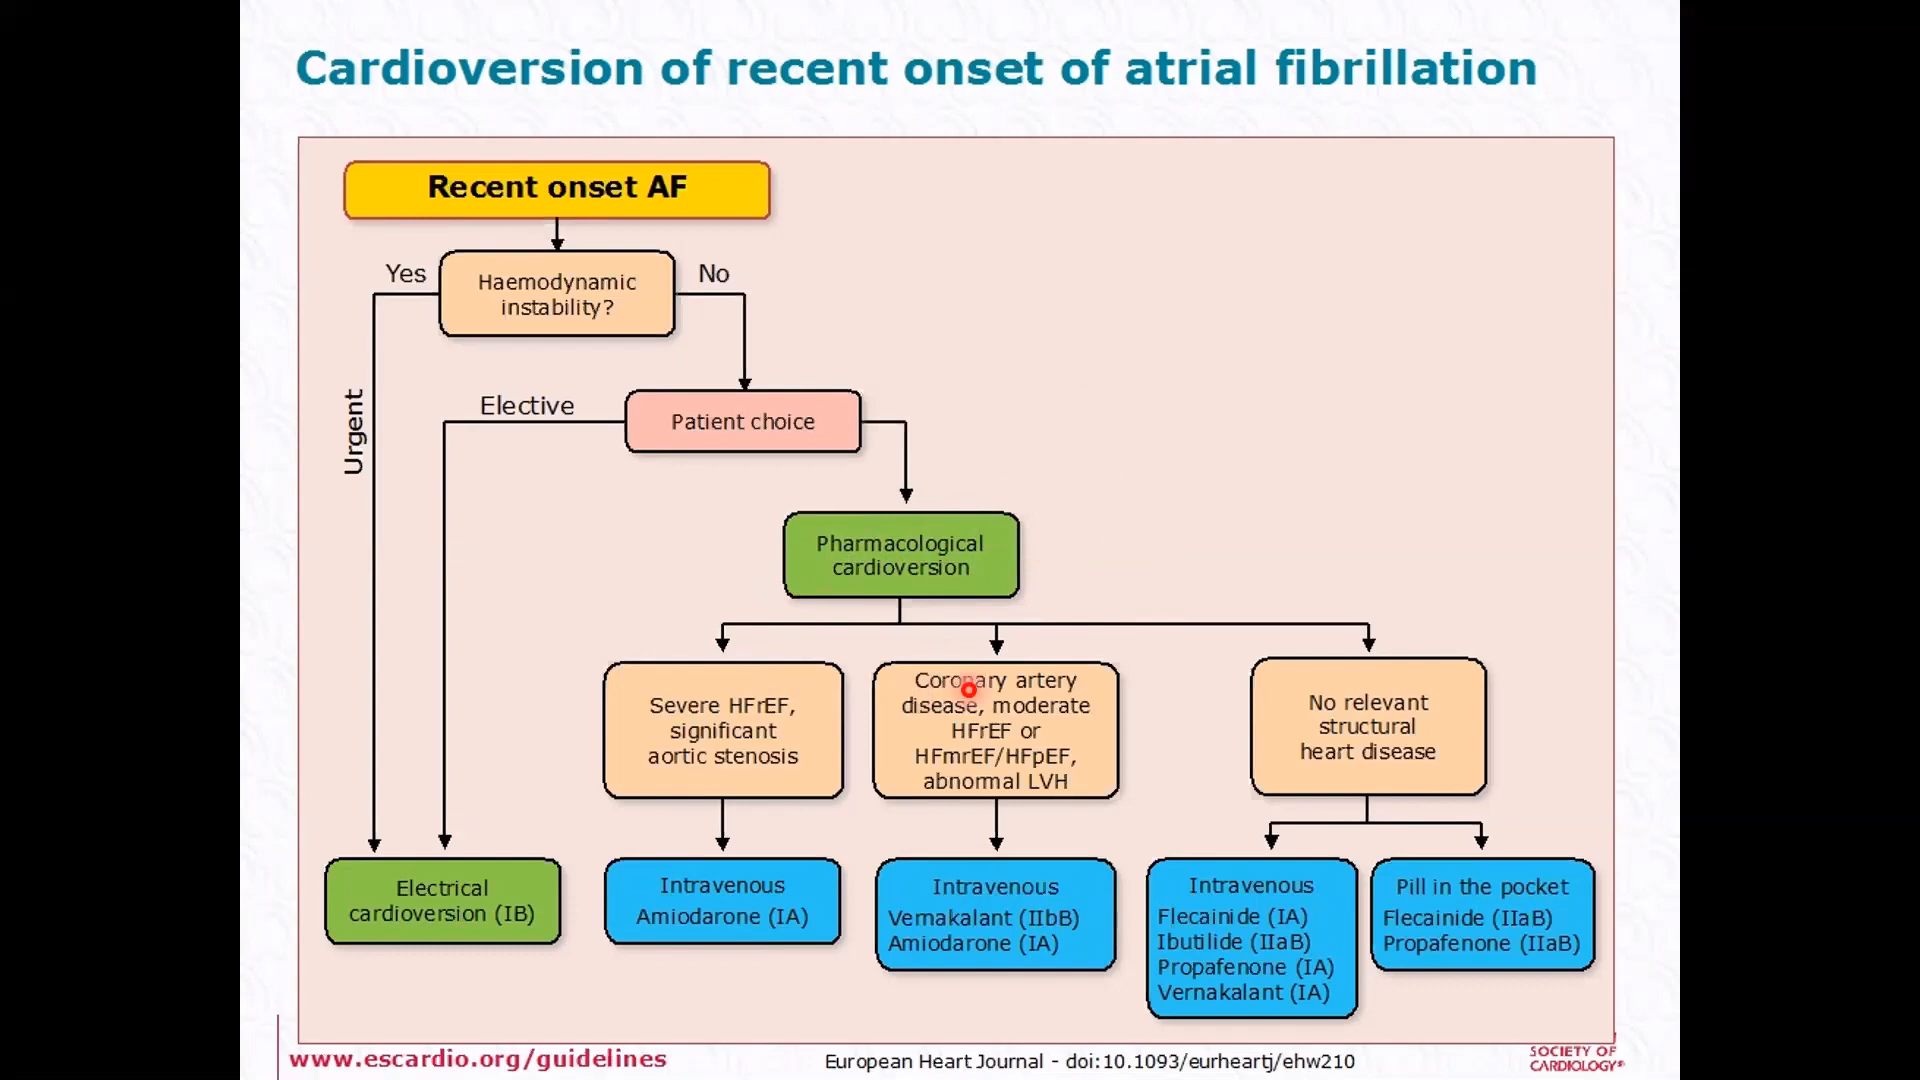 Cardioversion of recent onset of atrial fibrillation
Recent onset AF
Yes
Haemodynamic
instability?
No
Urgent
Elective
Patient choice
Pharmacological
cardioversion
Severe HFrEF,
significant
aortic stenosis
Coronary artery
disease, moderate
HFrEF or
HFmrEF/HFpEF,
abnormal LVH
No relevant
structural
heart disease
Electrical
cardioversion (IB)
Intravenous
Amiodarone (IA)
Intravenous
Vernakalant (IIbB)
Amiodarone (IA)
Intravenous
Flecainide (IA)
Ibutilide (IIaB)
Propafenone (IA)
Vernakalant (IA)
Pill in the pocket
Flecainide (IIaB)
Propafenone (IIaB)
www.escardio.org/guidelines
European Heart Journal - doi:10.1093/eurheartj/ehw210
SOCIETY OF
CARDIOLOGY®